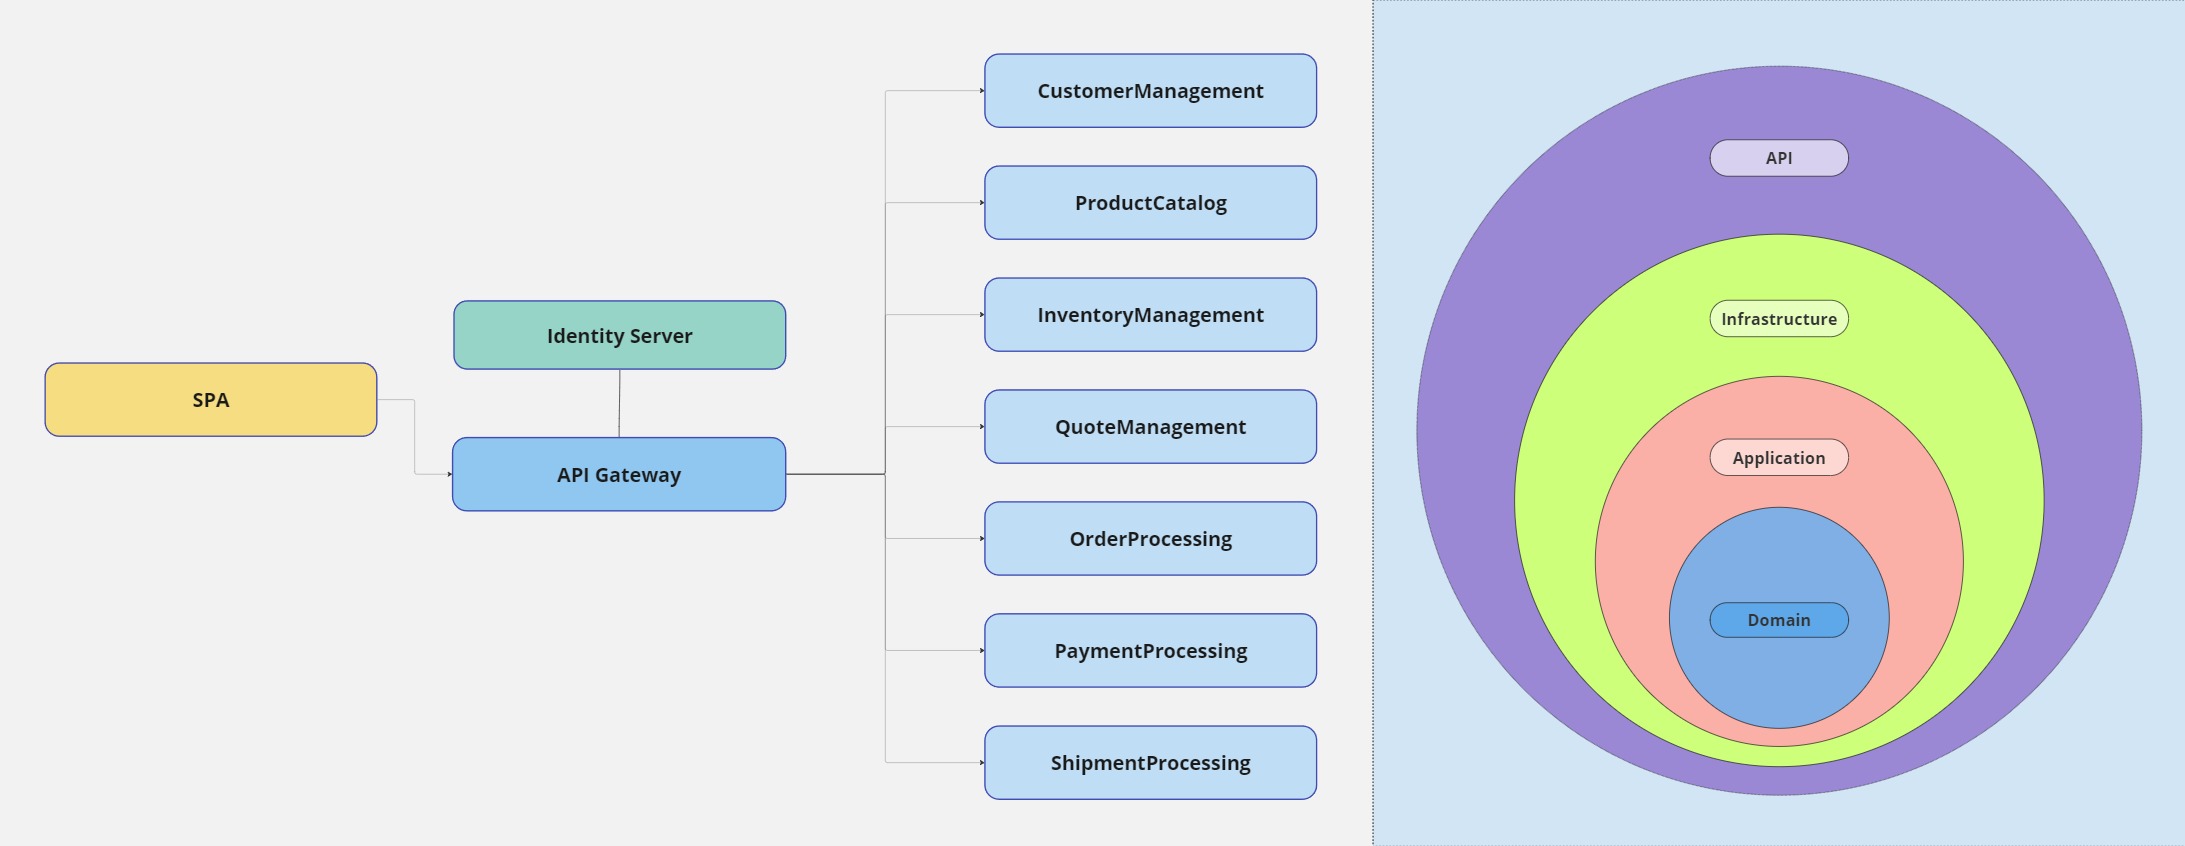 SPA
Identity Server
API Gateway
CustomerManagement
ProductCatalog
InventoryManagement
QuoteManagement
OrderProcessing
PaymentProcessing
ShipmentProcessing
API
Infrastructure
Application
Domain